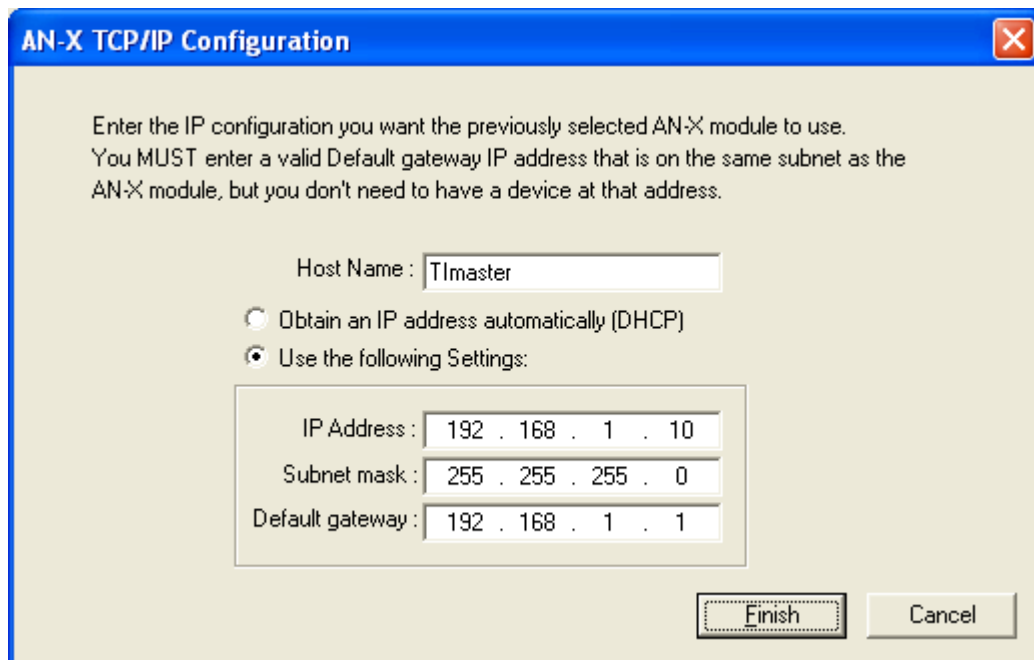 AN-X TCP/IP Configuration
Enter the IP configuration you want the previously selected AN-X module to use.
You MUST enter a valid Default gateway IP address that is on the same subnet as the
AN-X module, but you don't need to have a device at that address.
Host Name : TImaster
Obtain an IP address automatically (DHCP)
Use the following Settings:
IP Address : 192 . 168 . 1 . 10
Subnet mask : 255 . 255 . 255 . 0
Default gateway : 192 . 168 . 1 . 1
Finish Cancel